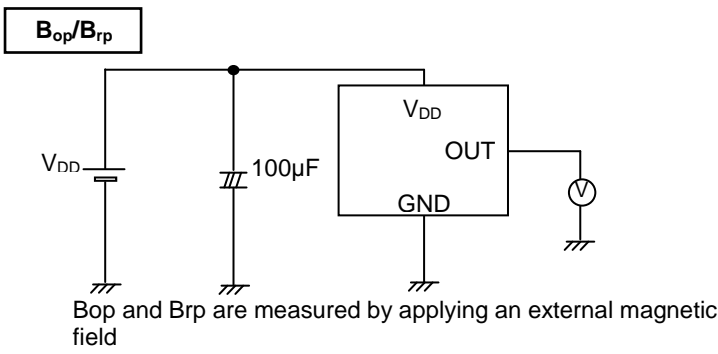 Bop/Brp
VDD
VDD
100µF
OUT
V
GND
Bop and Brp are measured by applying an external magnetic
field